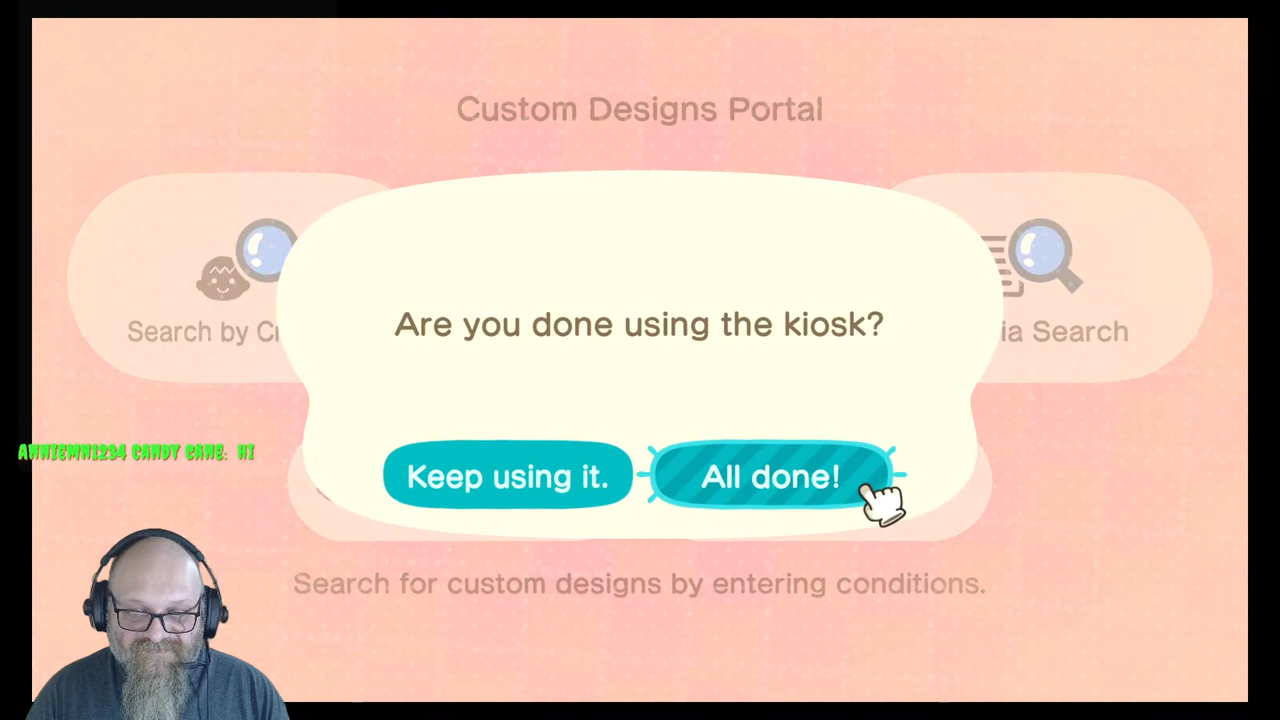 Custom Designs Portal
Search by C
ia Search
Are you done using the kiosk?
ANNIEMN1234 CANDY CANE: HI
Keep using it.
All done!
Search for custom designs by entering conditions.